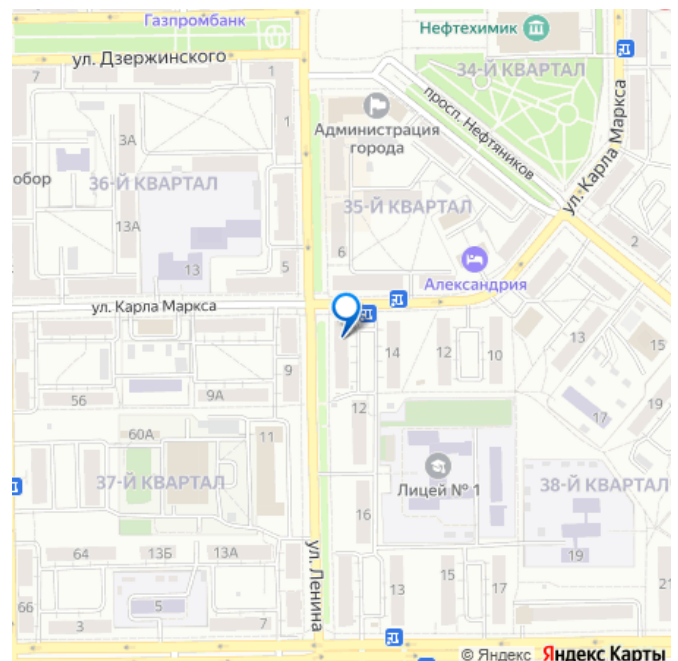 Газпромбанк
Нефтехимик
ул. Дзержинского
7
1
34-Й КВАРТАЛ
просп. Нефтяников
ул. Карла Маркса
1
Администрация
города
3А
обор
36-Й КВАРТАЛ
35-Й КВАРТАЛ
13А
13
5
6
2
Александрия
ул. Карла Маркса
14
12
10
13
15
9
56
9А
12
17
19
60А
11
37-Й КВАРТАЛ
Лицей № 1
38-Й КВАРТАЛ
16
64
13Б
13А
ул. Ленина
19
66
5
3
13
15
17
21
© Яндекс Яндекс Карты